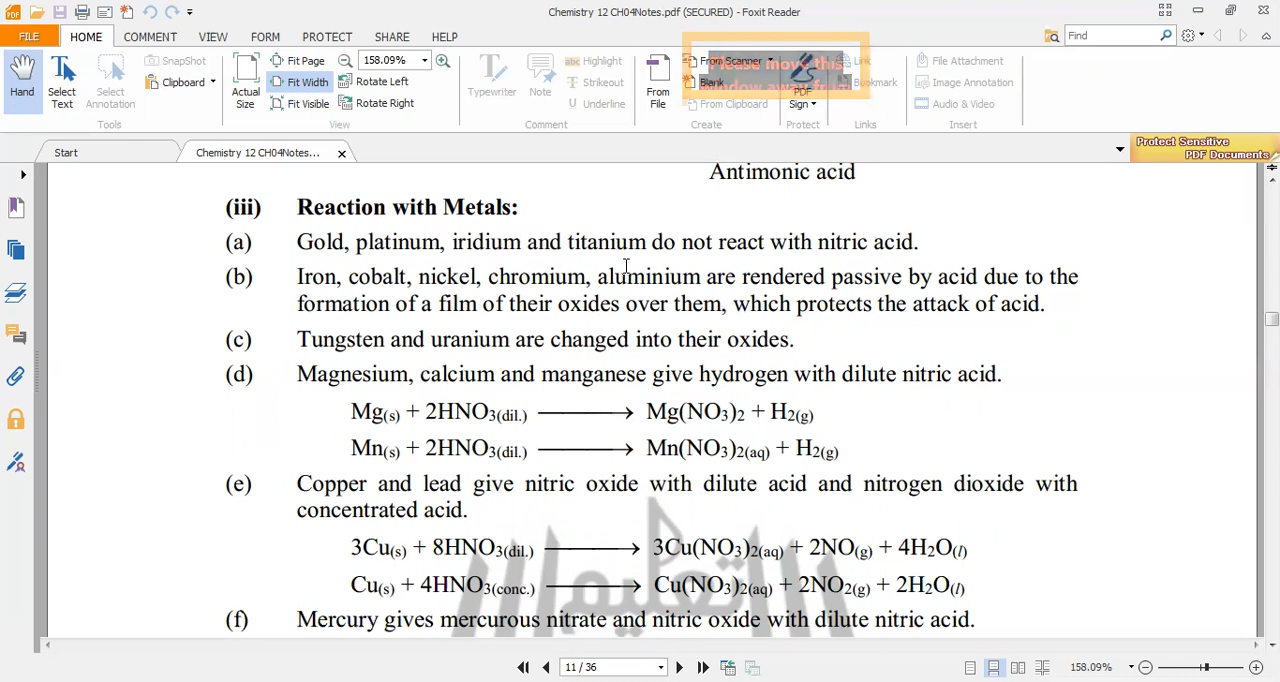 Chemistry 12 CH04Notes.pdf (SECURED) - Foxit Reader
FILE HOME COMMENT VIEW FORM PROTECT SHARE HELP Find
Hand
Select Text
Select Annotation
SnapShot
Clipboard
Tools
Actual Size
Fit Page
Fit Width
Fit Visible
158.09%
Rotate Left
Rotate Right
View
Typewriter
Note
Highlight
Strikeout
Underline
Comment
From File
From Scanner
Blank
From Clipboard
Create
Please move this
window away from
PDF Sign
Protect
Link
Bookmark
Links
File Attachment
Image Annotation
Audio & Video
Insert
Start
Chemistry 12 CH04Notes...
Protect Sensitive
PDF Documents
Antimonic acid
(iii) Reaction with Metals:
(a) Gold, platinum, iridium and titanium do not react with nitric acid.
(b) Iron, cobalt, nickel, chromium, aluminium are rendered passive by acid due to the
formation of a film of their oxides over them, which protects the attack of acid.
(c) Tungsten and uranium are changed into their oxides.
(d) Magnesium, calcium and manganese give hydrogen with dilute nitric acid.
Mg(s) + 2HNO3(dil.) ⟶ Mg(NO3)2 + H2(g)
Mn(s) + 2HNO3(dil.) ⟶ Mn(NO3)2(aq) + H2(g)
(e) Copper and lead give nitric oxide with dilute acid and nitrogen dioxide with
concentrated acid.
3Cu(s) + 8HNO3(dil.) ⟶ 3Cu(NO3)2(aq) + 2NO(g) + 4H2O(l)
Cu(s) + 4HNO3(conc.) ⟶ Cu(NO3)2(aq) + 2NO2(g) + 2H2O(l)
(f) Mercury gives mercurous nitrate and nitric oxide with dilute nitric acid.
11 / 36
158.09%